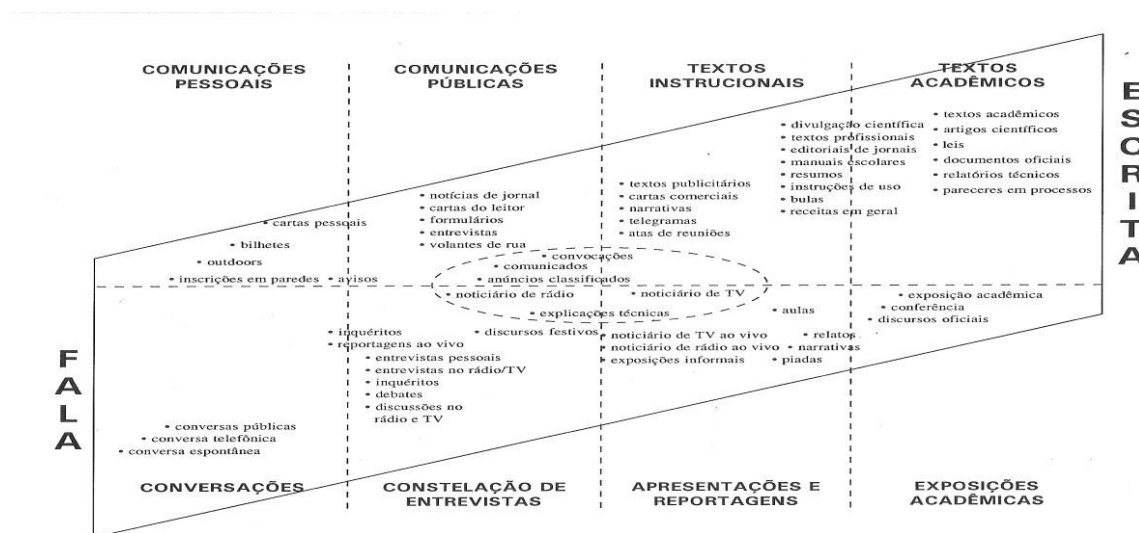 COMUNICAÇÕES
PESSOAIS
COMUNICAÇÕES
PÚBLICAS
TEXTOS
INSTRUCIONAIS
TEXTOS
ACADÊMICOS
ESCRITA
• cartas pessoais
• bilhetes
• outdoors
• inscrições em paredes • avisos
• notícias de jornal
• cartas do leitor
• formulários
• entrevistas
• volantes de rua
• textos publicitários
• cartas comerciais
• narrativas
• telegramas
• atas de reuniões
• divulgação científica
• textos profissionais
• editoriais de jornais
• manuais escolares
• resumos
• instruções de uso
• bulas
• receitas em geral
• textos acadêmicos
• artigos científicos
• leis
• documentos oficiais
• relatórios técnicos
• pareceres em processos
• convocações
• comunicados
• anúncios classificados
• noticiário de rádio • noticiário de TV
• explicações técnicas
FALA
• conversas públicas
• conversa telefônica
• conversa espontânea
• inquéritos • discursos festivos
• reportagens ao vivo
• entrevistas pessoais
• entrevistas no rádio/TV
• inquéritos
• debates
• discussões no
rádio e TV
• aulas
• noticiário de TV ao vivo • relatos
• noticiário de rádio ao vivo • narrativas
• exposições informais • piadas
• exposição acadêmica
• conferência
• discursos oficiais
CONVERSAÇÕES
CONSTELAÇÃO DE
ENTREVISTAS
APRESENTAÇÕES E
REPORTAGENS
EXPOSIÇÕES
ACADÊMICAS